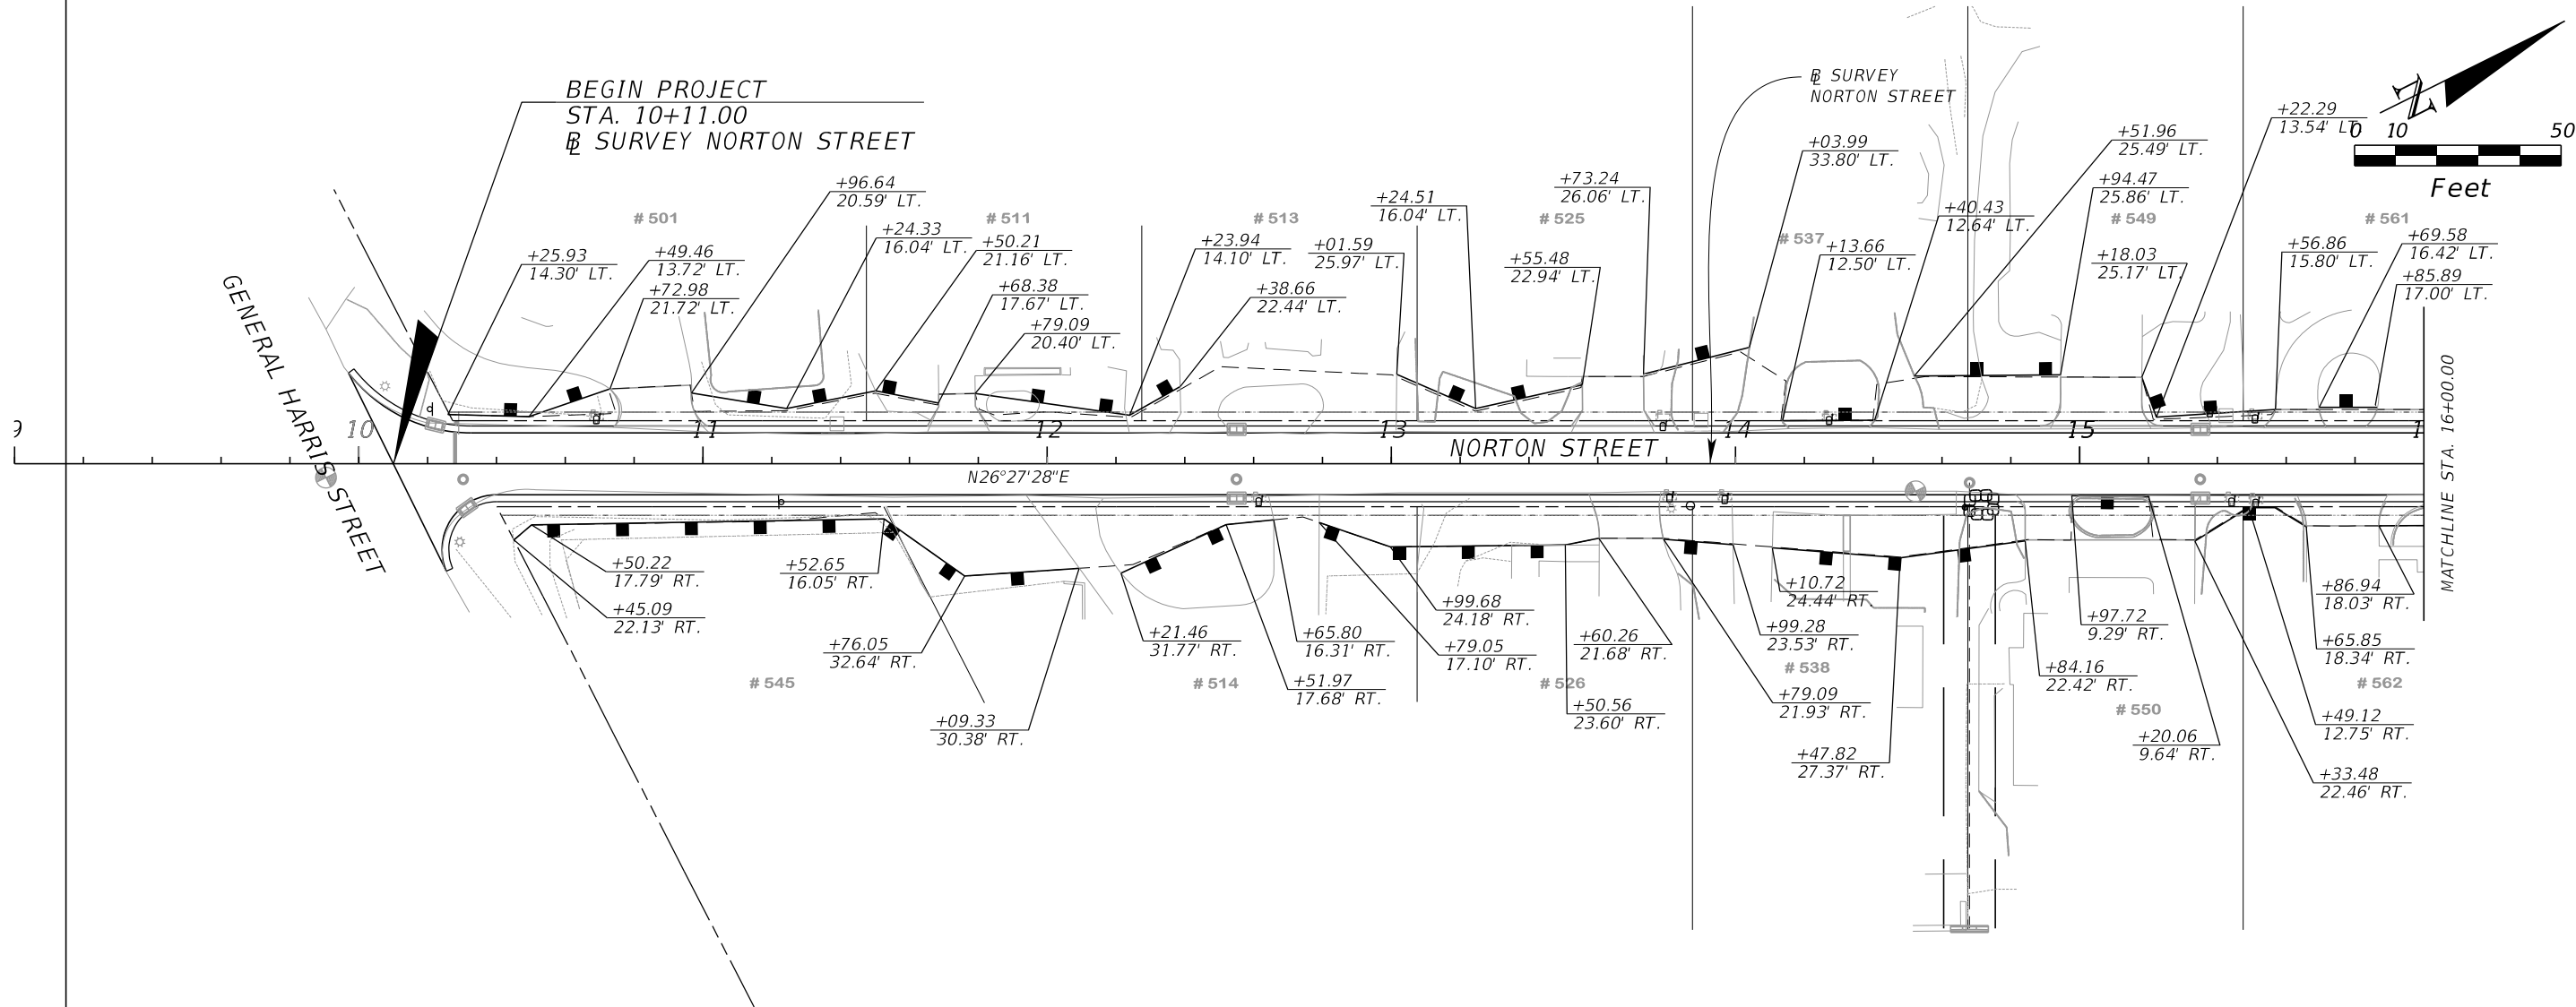 BEGIN PROJECT
STA. 10+11.00
BL SURVEY NORTON STREET
BL SURVEY
NORTON STREET
+22.29
13.54' LT.
0 10 50
Feet
+03.99
33.80' LT.
+51.96
25.49' LT.
+96.64
20.59' LT.
+24.51
16.04' LT.
+73.24
26.06' LT.
+94.47
25.86' LT.
# 501
# 511
# 513
# 525
# 537
# 549
# 561
+40.43
12.64' LT.
+24.33
16.04' LT.
+25.93
14.30' LT.
+49.46
13.72' LT.
+50.21
21.16' LT.
+23.94
14.10' LT.
+01.59
25.97' LT.
+55.48
22.94' LT.
+13.66
12.50' LT.
+18.03
25.17' LT.
+56.86
15.80' LT.
+69.58
16.42' LT.
+72.98
21.72' LT.
+68.38
17.67' LT.
+38.66
22.44' LT.
+85.89
17.00' LT.
+79.09
20.40' LT.
GENERAL HARRIS STREET
MATCHLINE STA. 16+00.00
9
10
11
12
13
14
15
1
NORTON STREET
N26°27'28"E
+50.22
17.79' RT.
+52.65
16.05' RT.
+45.09
22.13' RT.
+76.05
32.64' RT.
+21.46
31.77' RT.
+65.80
16.31' RT.
+99.68
24.18' RT.
+79.05
17.10' RT.
+60.26
21.68' RT.
+10.72
24.44' RT.
+99.28
23.53' RT.
+97.72
9.29' RT.
+86.94
18.03' RT.
+65.85
18.34' RT.
+84.16
22.42' RT.
# 545
# 514
# 526
# 538
# 550
# 562
+51.97
17.68' RT.
+09.33
30.38' RT.
+50.56
23.60' RT.
+79.09
21.93' RT.
+47.82
27.37' RT.
+20.06
9.64' RT.
+49.12
12.75' RT.
+33.48
22.46' RT.
N